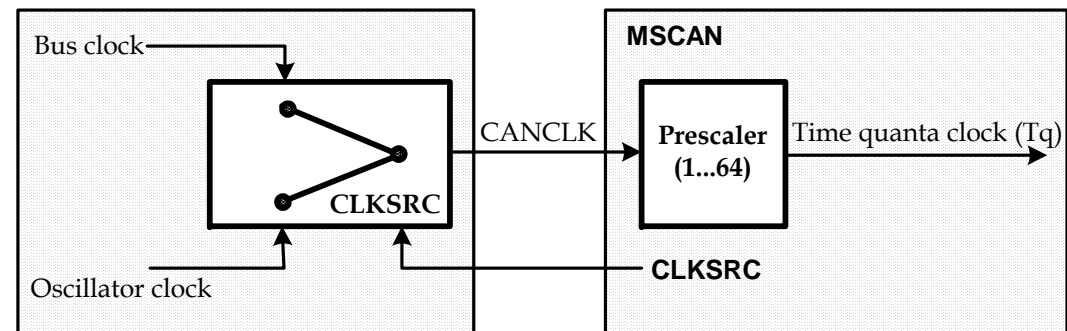 Bus clock
MSCAN
CANCLK
Prescaler
(1...64)
Time quanta clock (Tq)
CLKSRC
Oscillator clock
CLKSRC